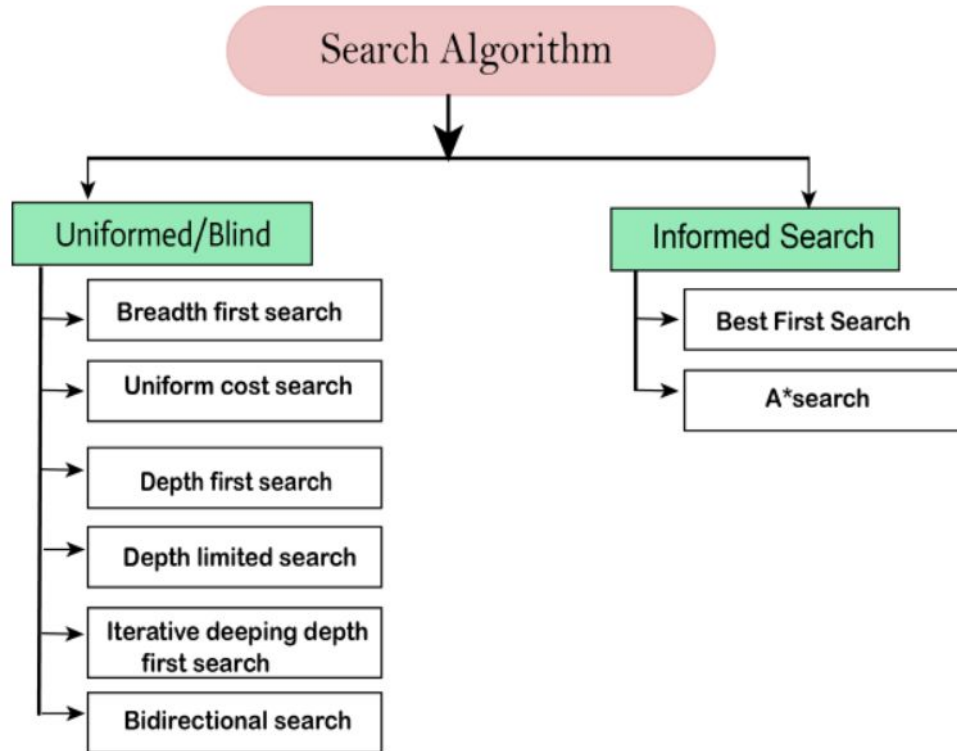 Search Algorithm
Uniformed/Blind
Breadth first search
Uniform cost search
Depth first search
Depth limited search
Iterative deeping depth
first search
Bidirectional search
Informed Search
Best First Search
A*search